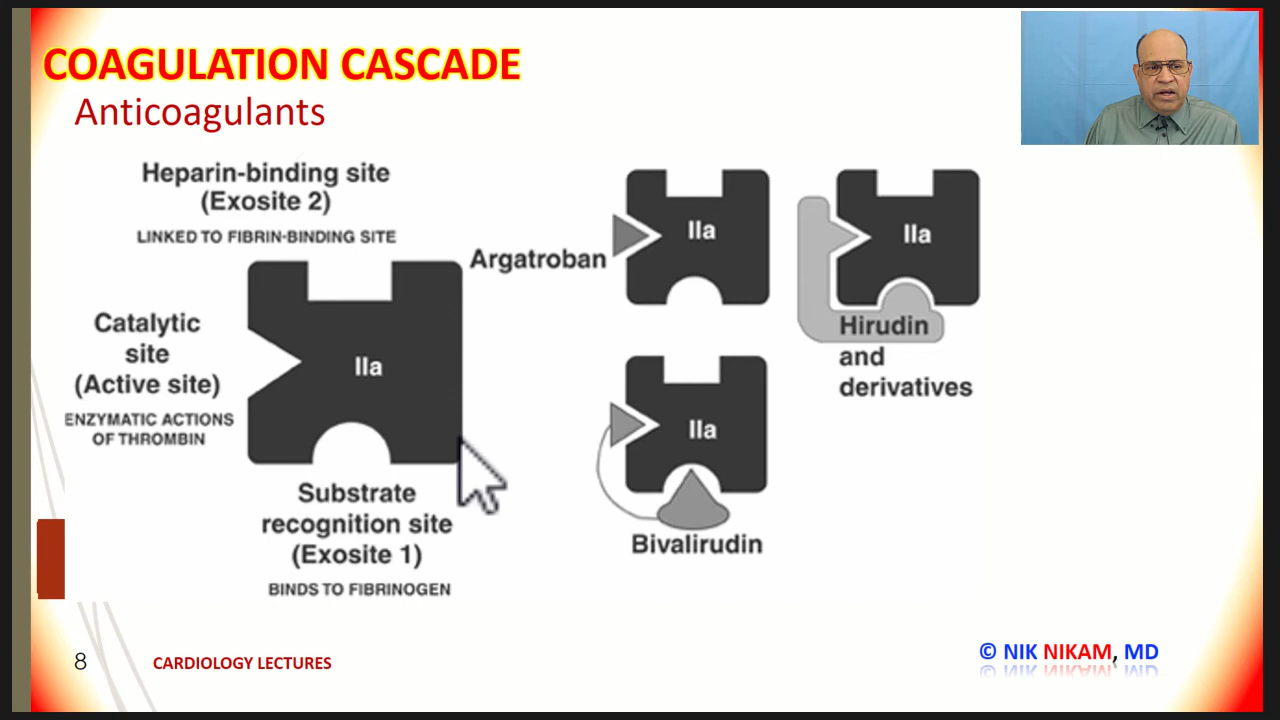 COAGULATION CASCADE
Anticoagulants
Heparin-binding site
(Exosite 2)
LINKED TO FIBRIN-BINDING SITE
Catalytic
site
(Active site)
ENZYMATIC ACTIONS
OF THROMBIN
IIa
Substrate
recognition site
(Exosite 1)
BINDS TO FIBRINOGEN
Argatroban
IIa
IIa
Hirudin
and
derivatives
IIa
Bivalirudin
8
CARDIOLOGY LECTURES
© NIK NIKAM, MD